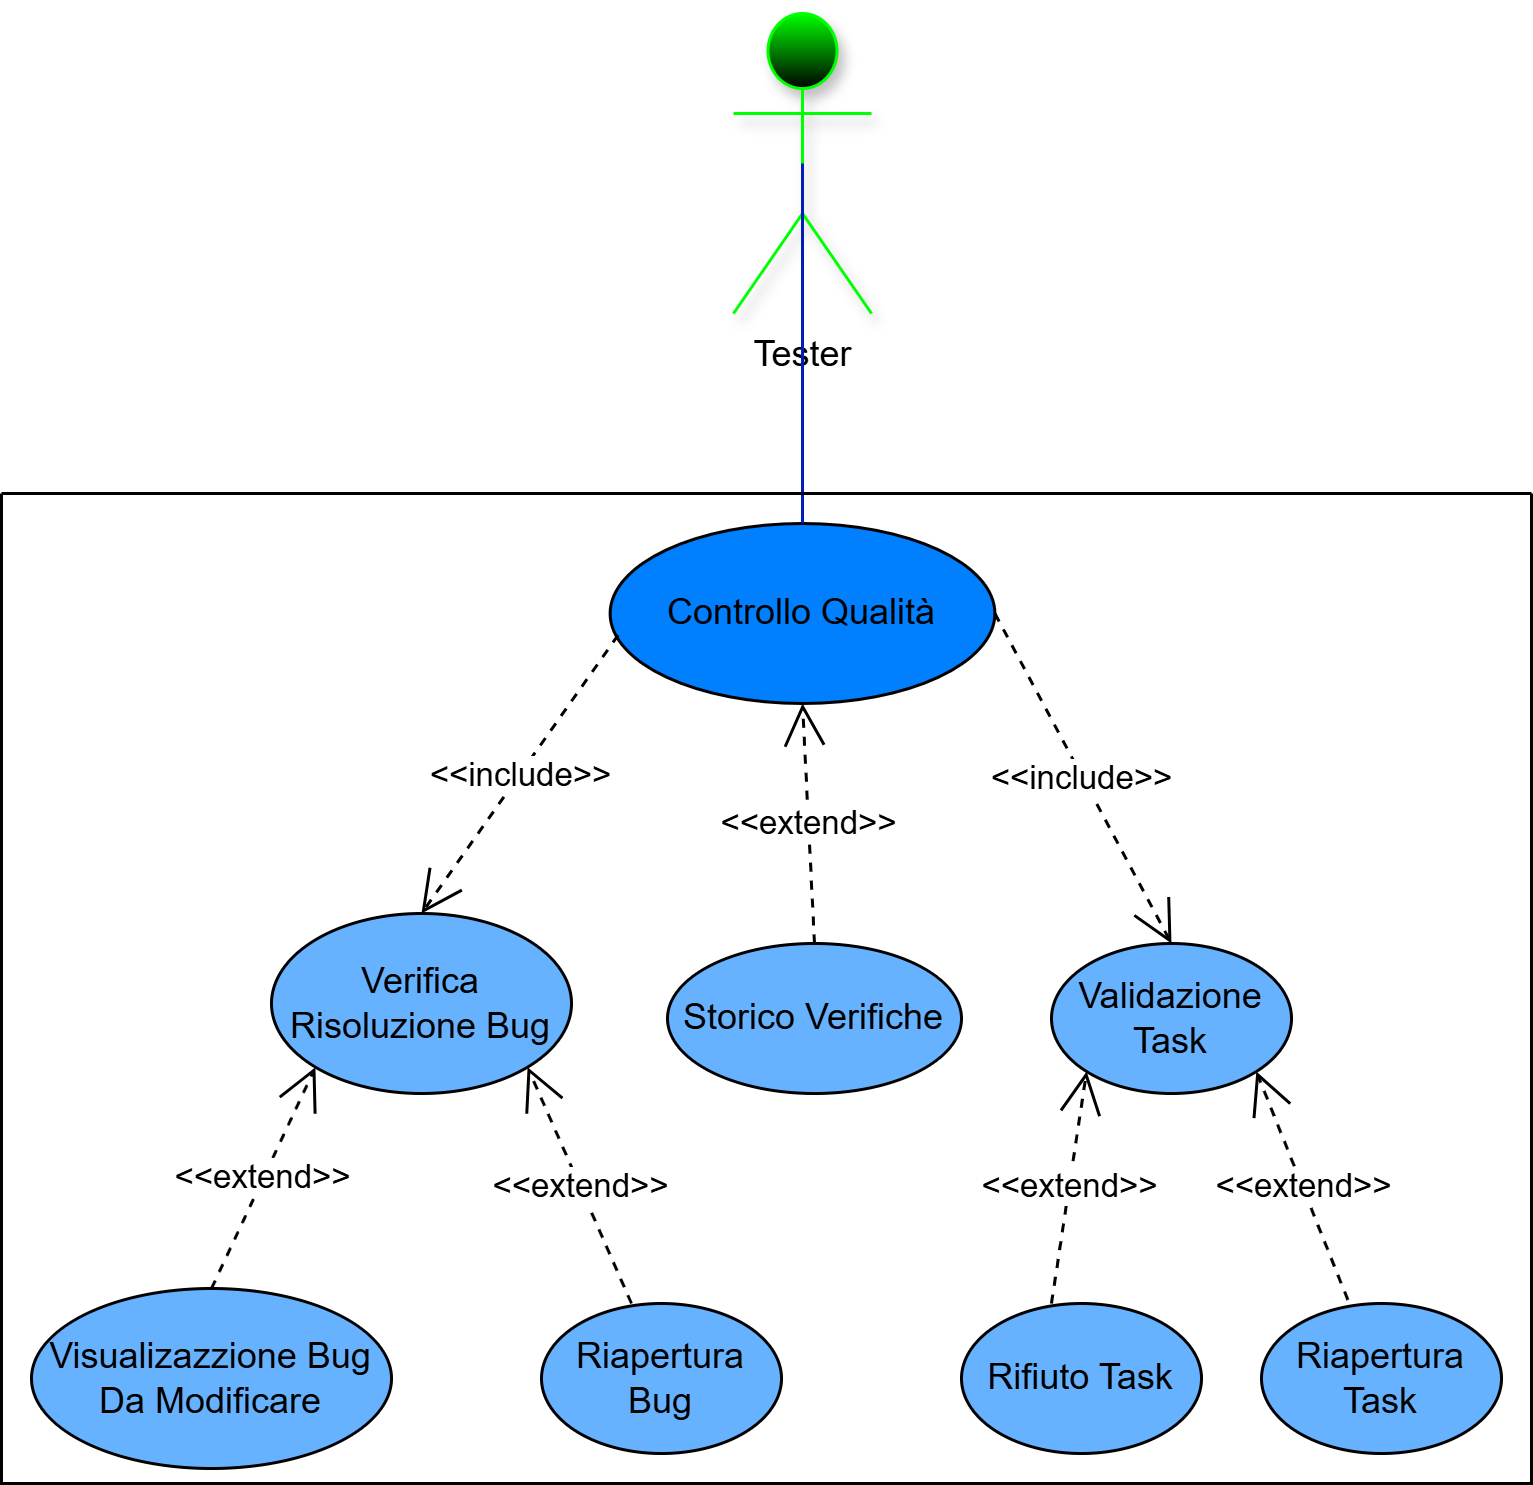 Tester
Controllo Qualità
<<include>>
<<include>>
<<extend>>
Verifica
Risoluzione Bug
Storico Verifiche
Validazione
Task
<<extend>>
<<extend>>
<<extend>>
<<extend>>
Visualizazzione Bug
Da Modificare
Riapertura
Bug
Rifiuto Task
Riapertura
Task